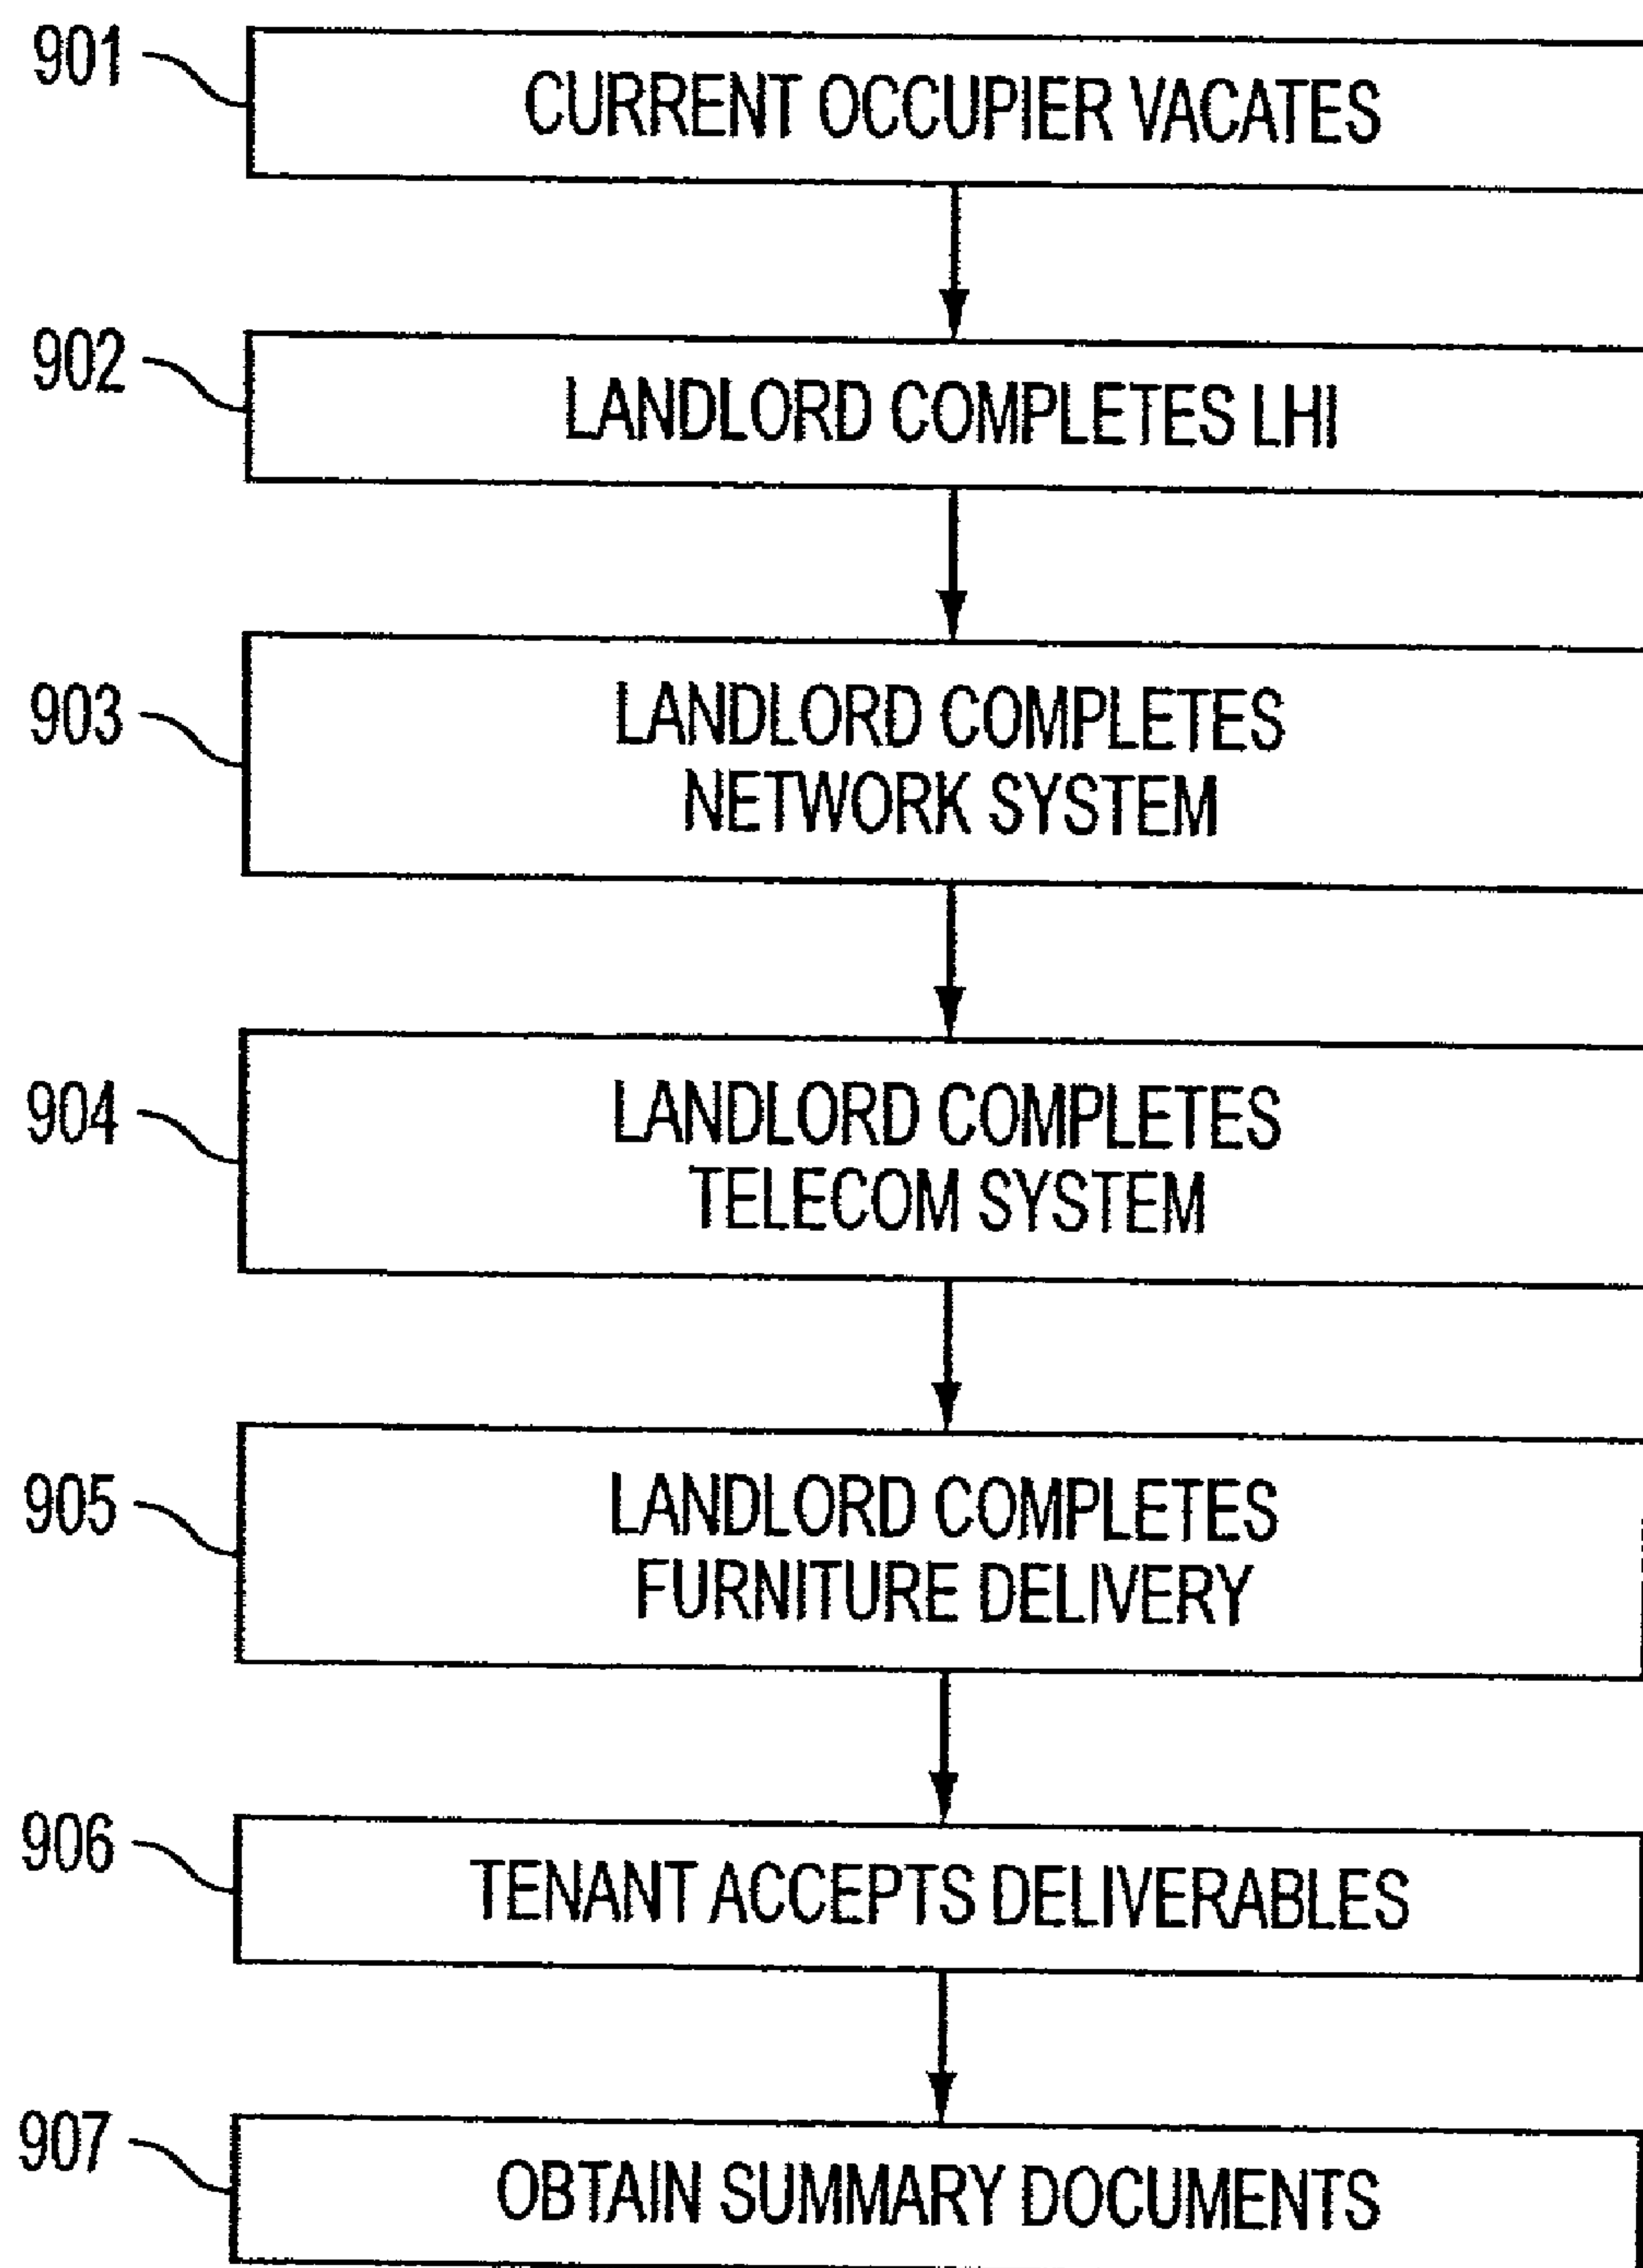 901
CURRENT OCCUPIER VACATES
902
LANDLORD COMPLETES LHI
903
LANDLORD COMPLETES
NETWORK SYSTEM
904
LANDLORD COMPLETES
TELECOM SYSTEM
905
LANDLORD COMPLETES
FURNITURE DELIVERY
906
TENANT ACCEPTS DELIVERABLES
907
OBTAIN SUMMARY DOCUMENTS